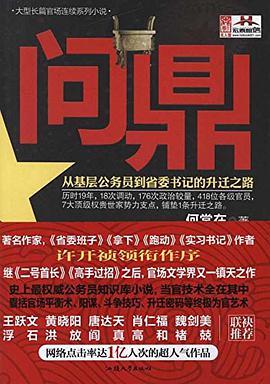 大型长篇官场连续系列小说
问鼎
从基层公务员到省委书记的升迁之路
历时19年，18次调动，176次政治较量，418位各级官员，
7大顶级权贵世家势力支点，铺垫1条升迁之路。
何常在 著
著名作家，《省委班子》《拿下》《跑动》《实习书记》作者
许开祯领衔作序
继《二号首长》《高手过招》之后，官场文学界又一镇天之作
史上最权威公务员知识库小说，当官技术全在其中
囊括官场平衡术、阳谋、斗争技巧、升迁密码等终极为官艺术
王跃文 黄晓阳 唐达天 肖仁福 魏剑美
浮石 洪放 阎真 高和 褚兢
联袂推荐
网络点击率达1亿人次的超人气作品